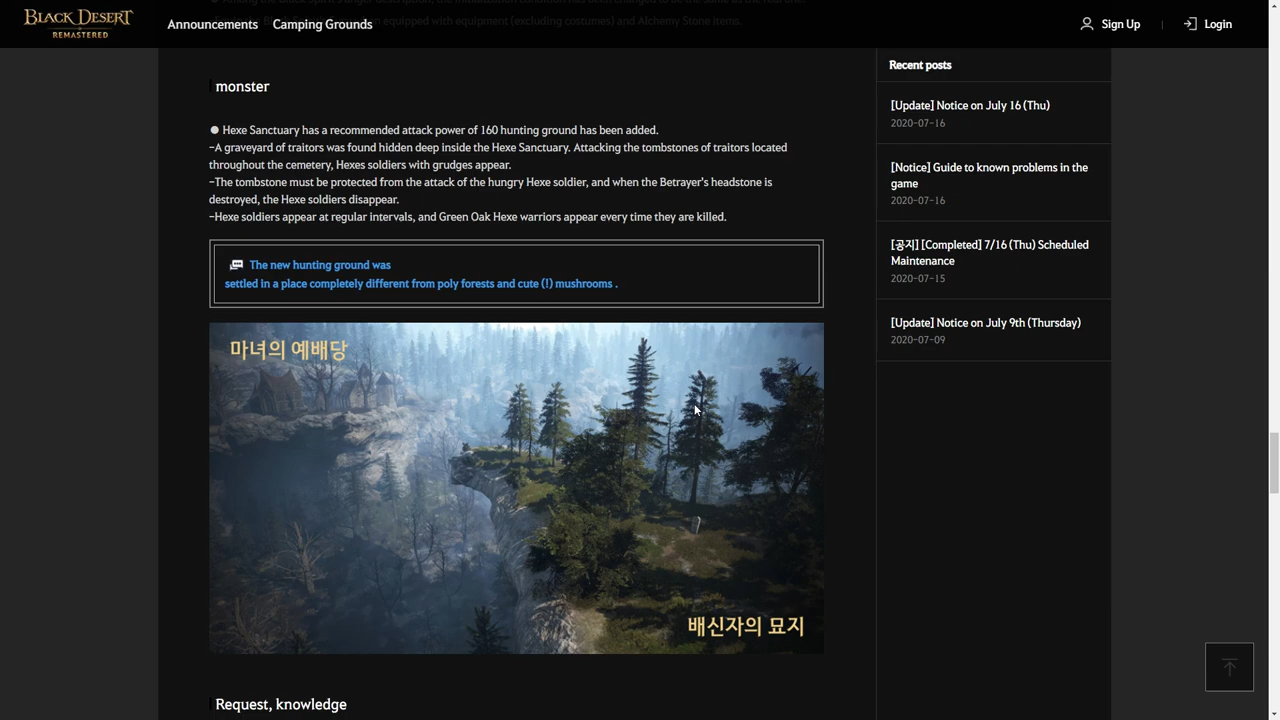 BLACK DESERT
REMASTERED
Announcements
Camping Grounds
Sign Up
Login
monster
● Hexe Sanctuary has a recommended attack power of 160 hunting ground has been added.
-A graveyard of traitors was found hidden deep inside the Hexe Sanctuary. Attacking the tombstones of traitors located
throughout the cemetery, Hexes soldiers with grudges appear.
-The tombstone must be protected from the attack of the hungry Hexe soldier, and when the Betrayer's headstone is
destroyed, the Hexe soldiers disappear.
-Hexe soldiers appear at regular intervals, and Green Oak Hexe warriors appear every time they are killed.
The new hunting ground was
settled in a place completely different from poly forests and cute (!) mushrooms .
마녀의 예배당
배신자의 묘지
Request, knowledge
Recent posts
[Update] Notice on July 16 (Thu)
2020-07-16
[Notice] Guide to known problems in the
game
2020-07-16
[공지] [Completed] 7/16 (Thu) Scheduled
Maintenance
2020-07-15
[Update] Notice on July 9th (Thursday)
2020-07-09